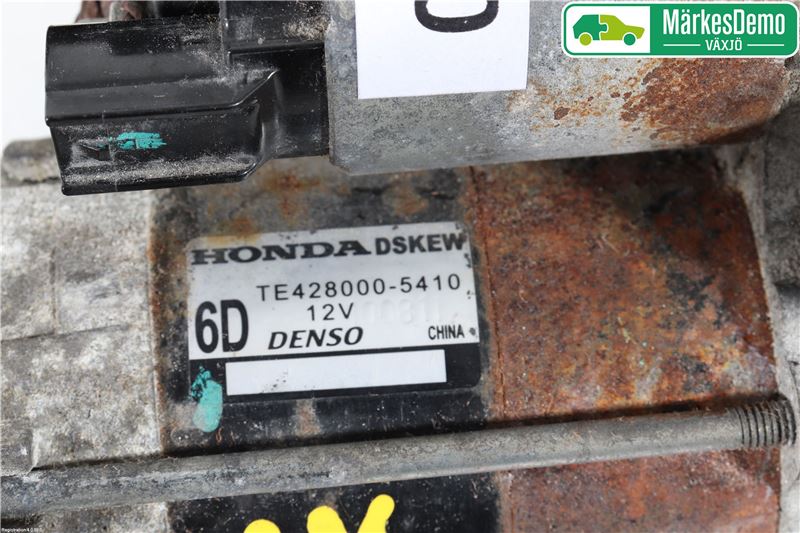 MärkesDemo
VÄXJÖ
HONDA DSKEW
TE428000-5410
12V
6D DENSO CHINA